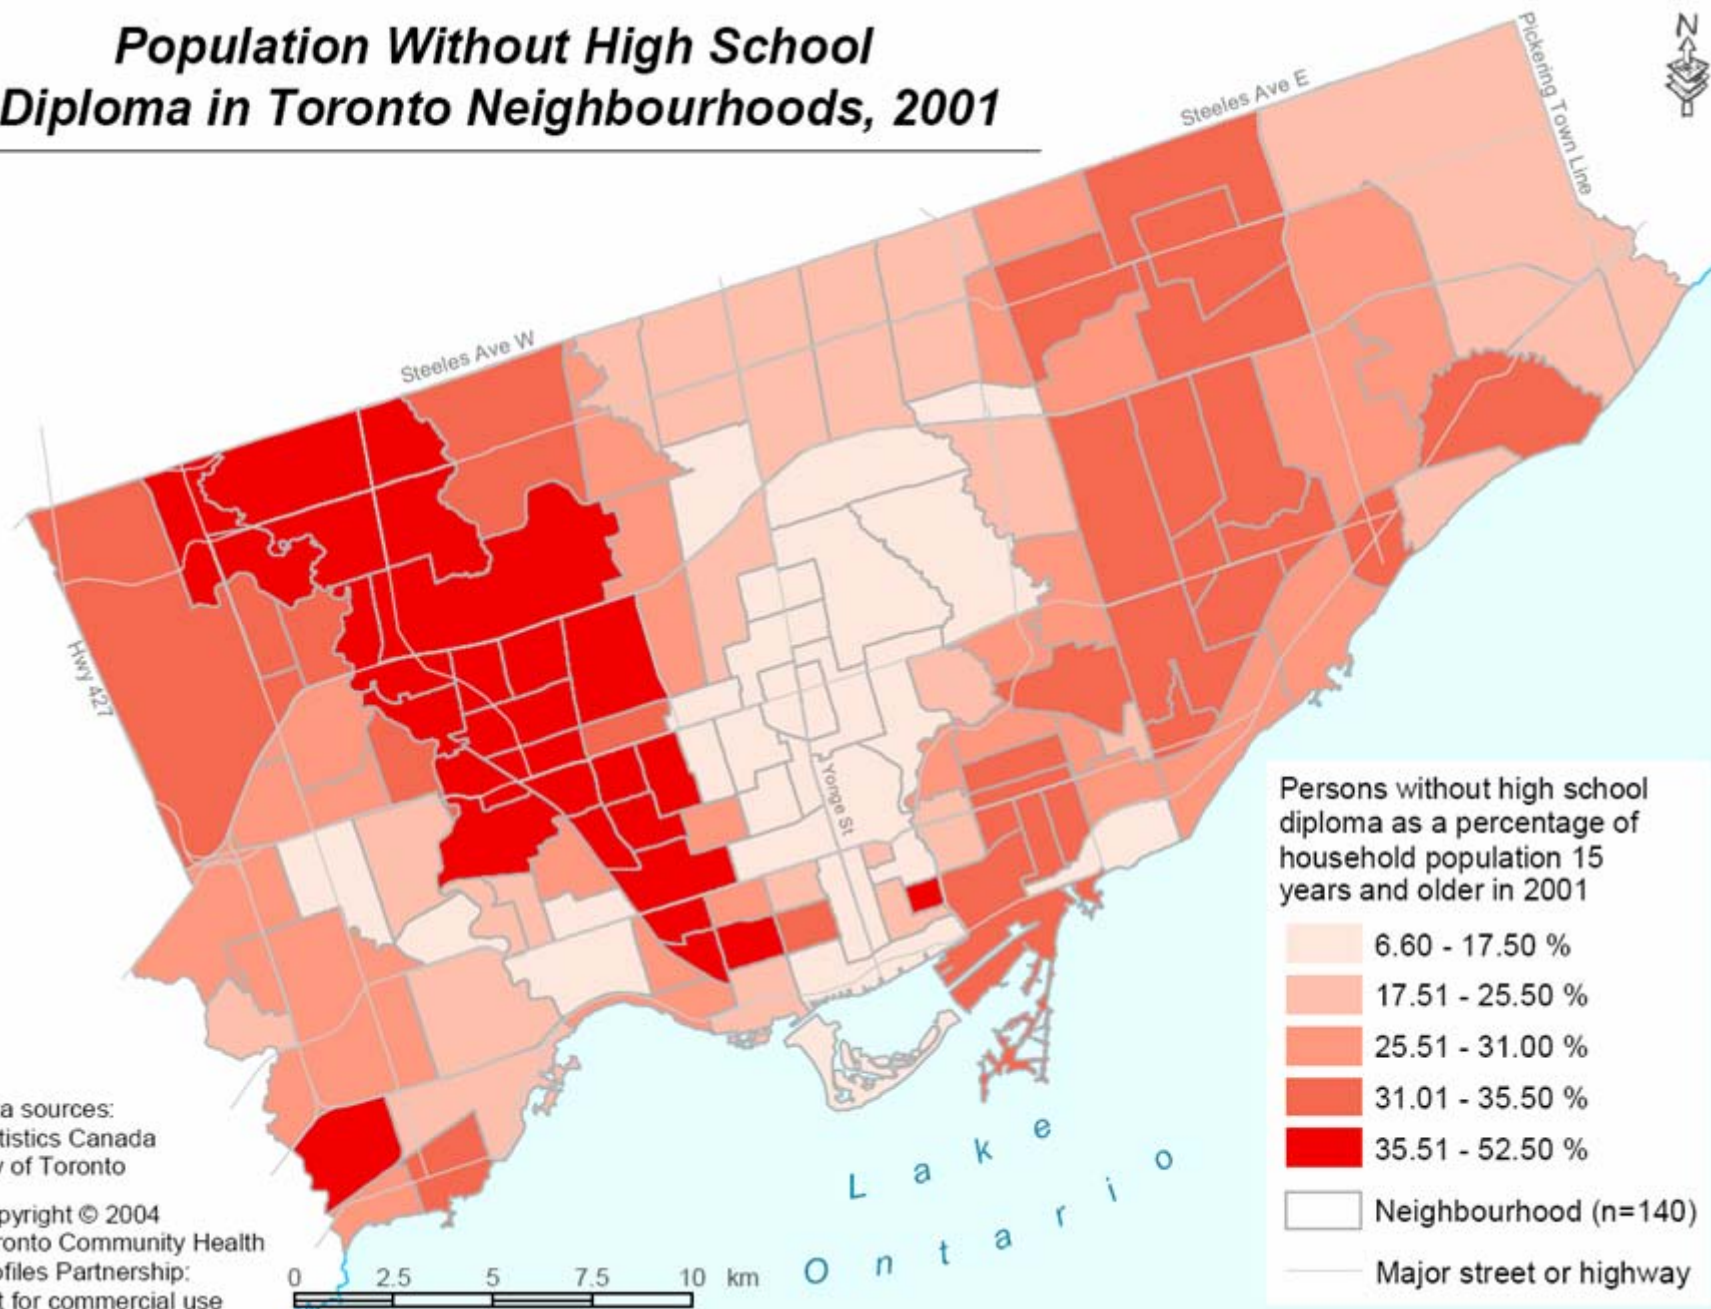 Population Without High School
Diploma in Toronto Neighbourhoods, 2001
N
Pickering Town Line
Steeles Ave E
Steeles Ave W
Hwy 427
Yonge St
Persons without high school
diploma as a percentage of
household population 15
years and older in 2001
6.60 - 17.50 %
17.51 - 25.50 %
25.51 - 31.00 %
31.01 - 35.50 %
35.51 - 52.50 %
Neighbourhood (n=140)
Major street or highway
Lake
Ontario
a sources:
tistics Canada
y of Toronto
pyright © 2004
ronto Community Health
ofiles Partnership:
t for commercial use
0 2.5 5 7.5 10 km